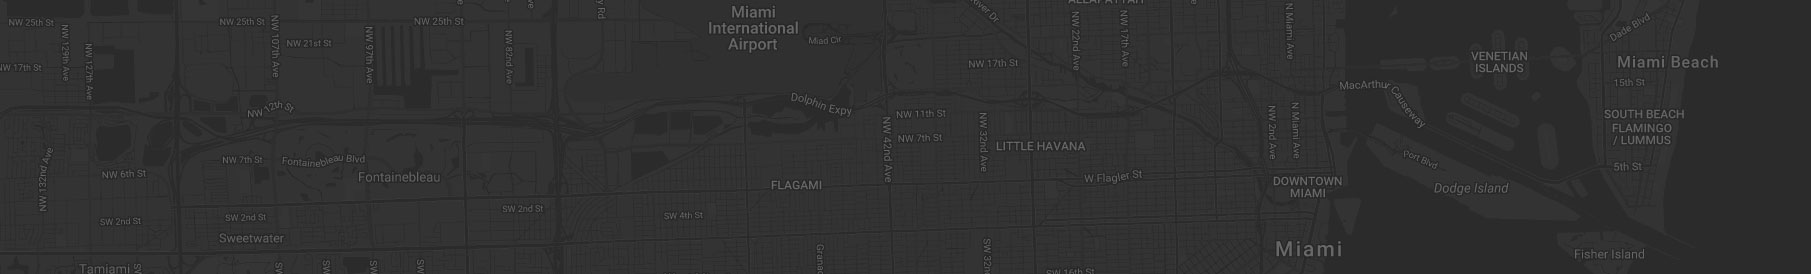 NW 25th St
NW 25th St
NW 25th St
NW 129th Ave
NW 127th Ave
NW 107th Ave
NW 21st St
NW 97th Ave
NW 82nd Ave
NW 17th St
NW 12th St
Miami
International
Airport
Miad Cir
River Dr
NW 22nd Ave
NW 17th Ave
N Miami Ave
NW 17th St
Dolphin Expy
NW 11th St
NW 7th St
NW 42nd Ave
NW 32nd Ave
LITTLE HAVANA
NW 2nd Ave
N Miami Ave
MacArthur Causeway
VENETIAN
ISLANDS
Dade Blvd
Miami Beach
15th St
SOUTH BEACH
FLAMINGO
/ LUMMUS
5th St
Port Blvd
Dodge Island
Fisher Island
NW 132nd Ave
NW 6th St
NW 7th St
Fontainebleau Blvd
Fontainebleau
FLAGAMI
W Flagler St
DOWNTOWN
MIAMI
SW 2nd St
SW 2nd St
SW 2nd St
SW 4th St
Sweetwater
Tamiami
Miami